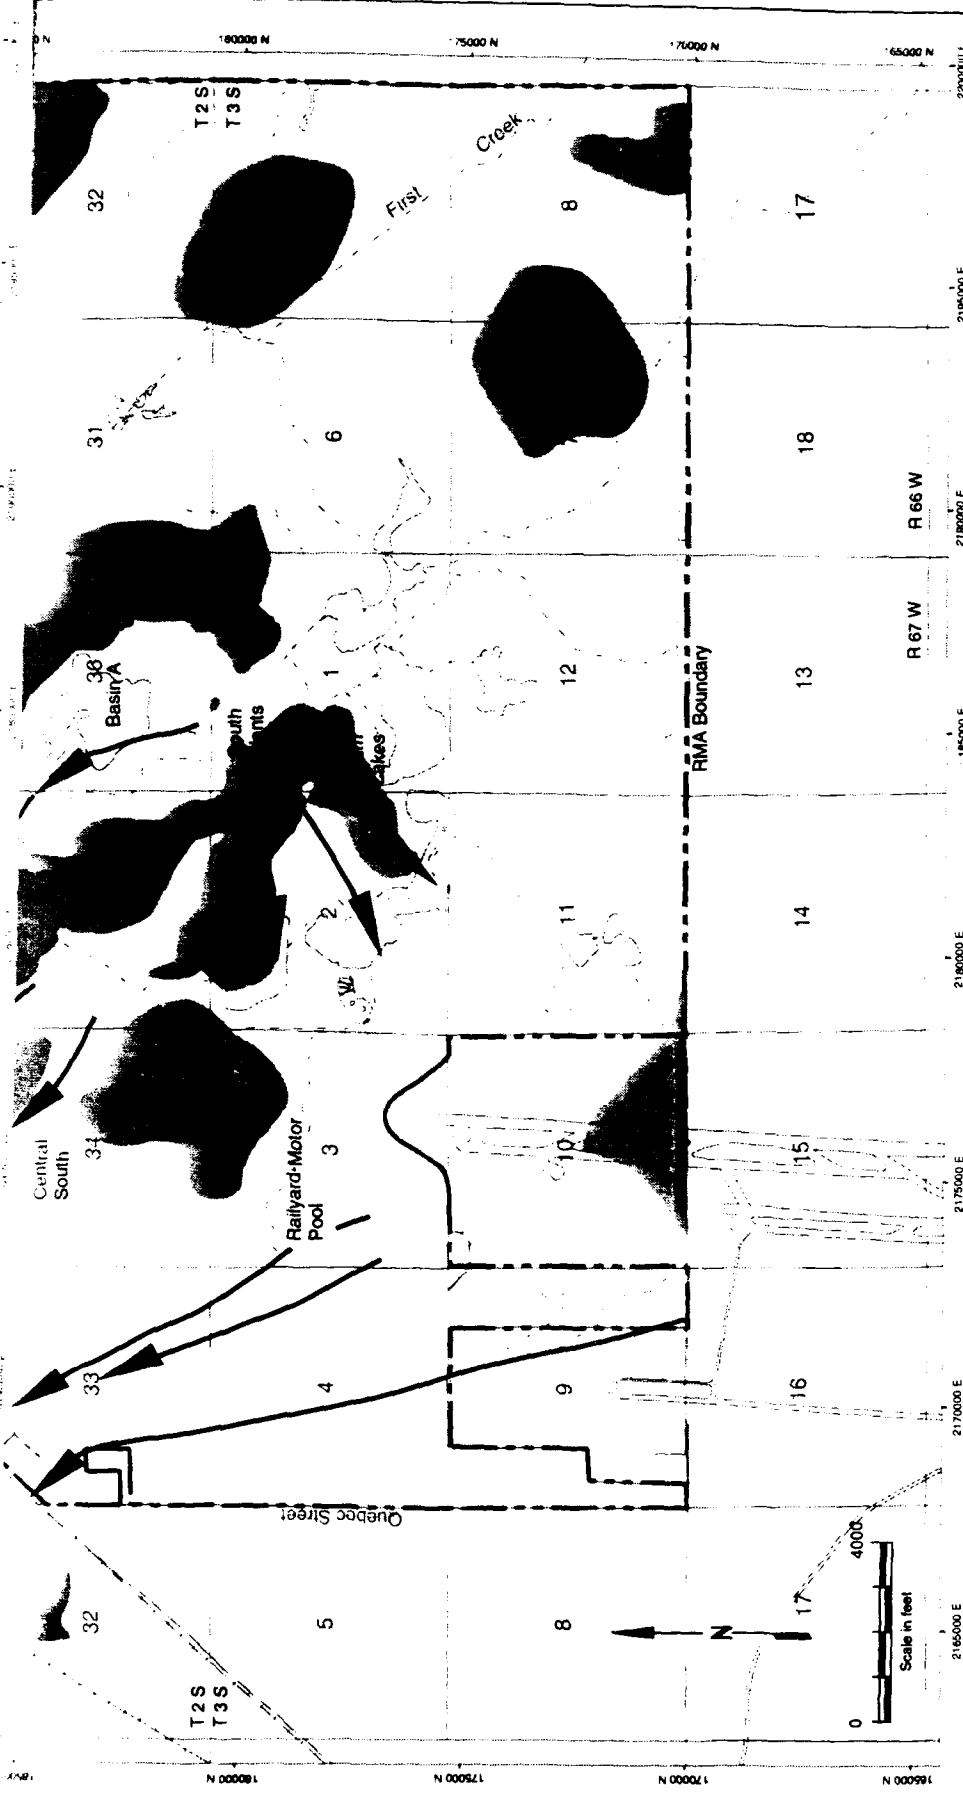 180000 N
175000 N
170000 N
165000 N
T 2 S
T 3 S
32
First
Creek
8
17
2195000 E
31
6
18
R 66 W
2190000 E
36
Basin A
1
12
13
R 67 W
RMA Boundary
2
11
14
2180000 E
Central
South
34
Railyard-Motor
Pool
3
10
15
2175000 E
33
4
9
16
2170000 E
Quebec Street
32
5
8
17
N
0
4000
Scale in feet
2165000 E
T 2 S
T 3 S
180000 N
175000 N
170000 N
165000 N